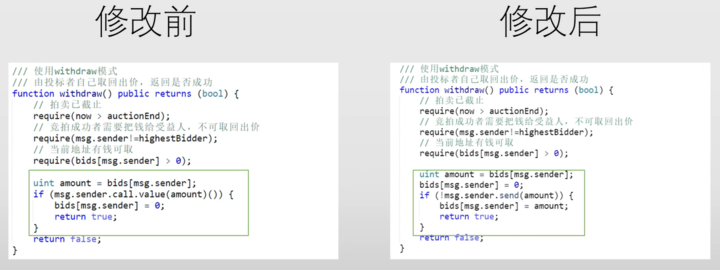 修改前
/// 使用withdraw模式
/// 由投标者自己取回出价，返回是否成功
function withdraw() public returns (bool) {
// 拍卖已截止
require(now > auctionEnd);
// 竞拍成功者需要把钱给受益人，不可取回出价
require(msg.sender!=highestBidder);
// 当前地址有钱可取
require(bids[msg.sender] > 0);
uint amount = bids[msg.sender];
if (msg.sender.call.value(amount)()) {
bids[msg.sender] = 0;
return true;
}
return false;
}
修改后
/// 使用withdraw模式
/// 由投标者自己取回出价，返回是否成功
function withdraw() public returns (bool) {
// 拍卖已截止
require(now > auctionEnd);
// 竞拍成功者需要把钱给受益人，不可取回出价
require(msg.sender!=highestBidder);
// 当前地址有钱可取
require(bids[msg.sender] > 0);
uint amount = bids[msg.sender];
bids[msg.sender] = 0;
if (!msg.sender.send(amount)) {
bids[msg.sender] = amount;
return true;
}
return false;
}